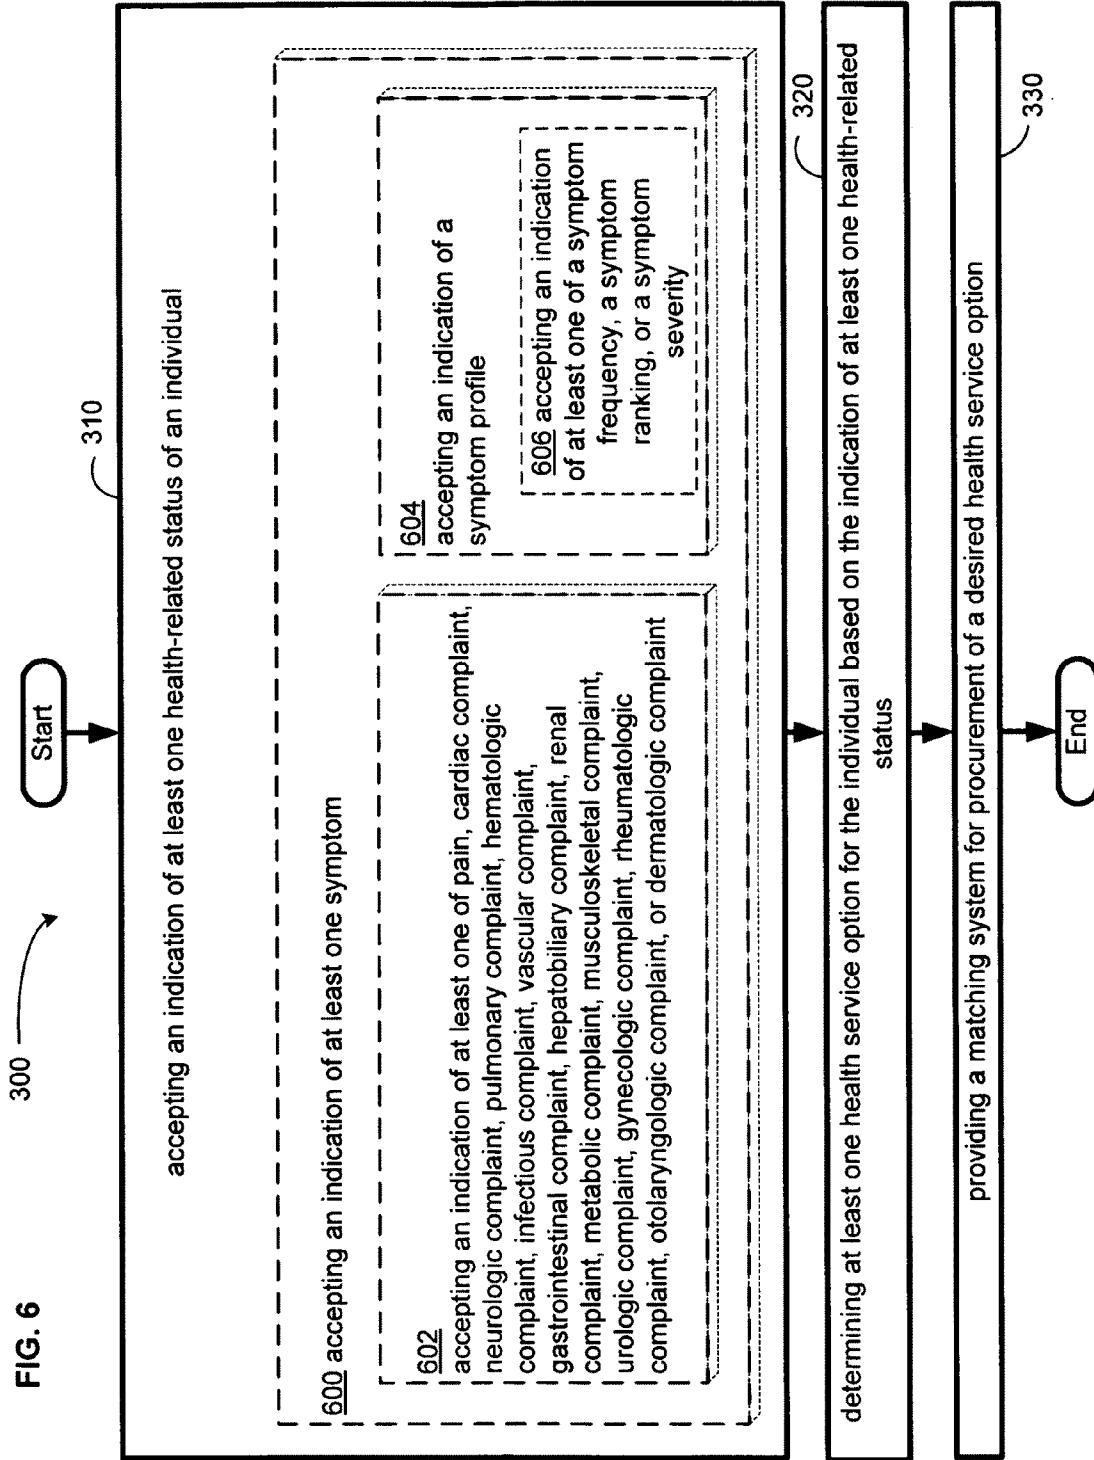 FIG. 6
300
Start
310
accepting an indication of at least one health-related status of an individual
600 accepting an indication of at least one symptom
602
accepting an indication of at least one of pain, cardiac complaint,
neurologic complaint, pulmonary complaint, hematologic
complaint, infectious complaint, vascular complaint,
gastrointestinal complaint, hepatobiliary complaint, renal
complaint, metabolic complaint, musculoskeletal complaint,
urologic complaint, gynecologic complaint, rheumatologic
complaint, otolaryngologic complaint, or dermatologic complaint
604
accepting an indication of a
symptom profile
606 accepting an indication
of at least one of a symptom
frequency, a symptom
ranking, or a symptom
severity
320
determining at least one health service option for the individual based on the indication of at least one health-related
status
330
providing a matching system for procurement of a desired health service option
End